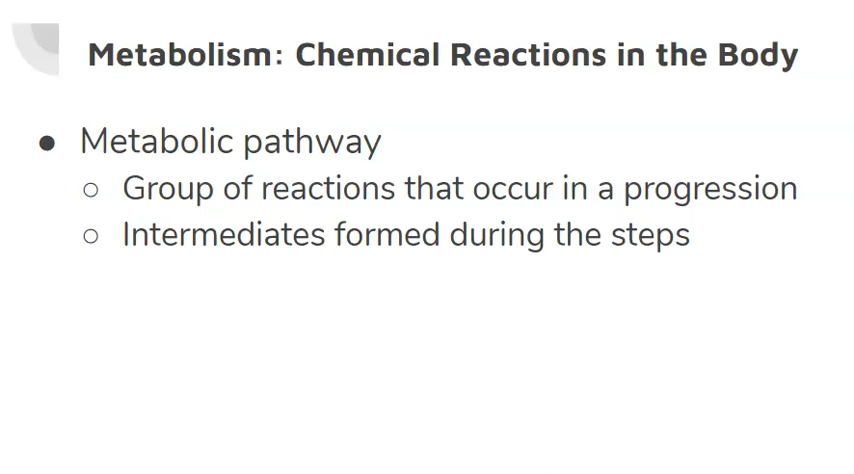 Metabolism: Chemical Reactions in the Body
● Metabolic pathway
○ Group of reactions that occur in a progression
○ Intermediates formed during the steps